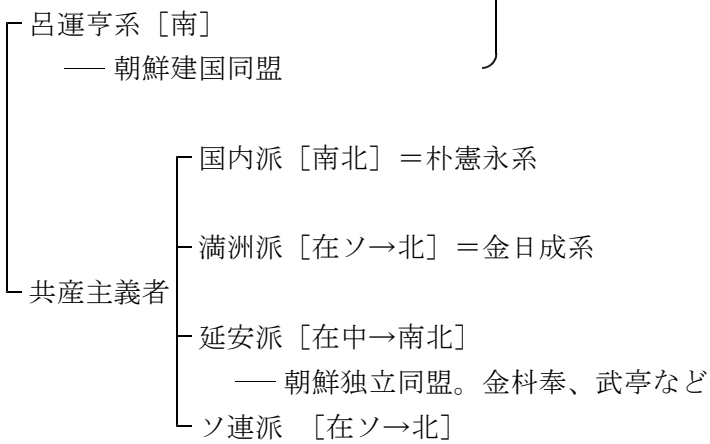 呂運亨系［南］
── 朝鮮建国同盟
国内派［南北］＝朴憲永系
満洲派［在ソ→北］＝金日成系
共産主義者
延安派［在中→南北］
── 朝鮮独立同盟。金枓奉、武亭など
ソ連派 ［在ソ→北］